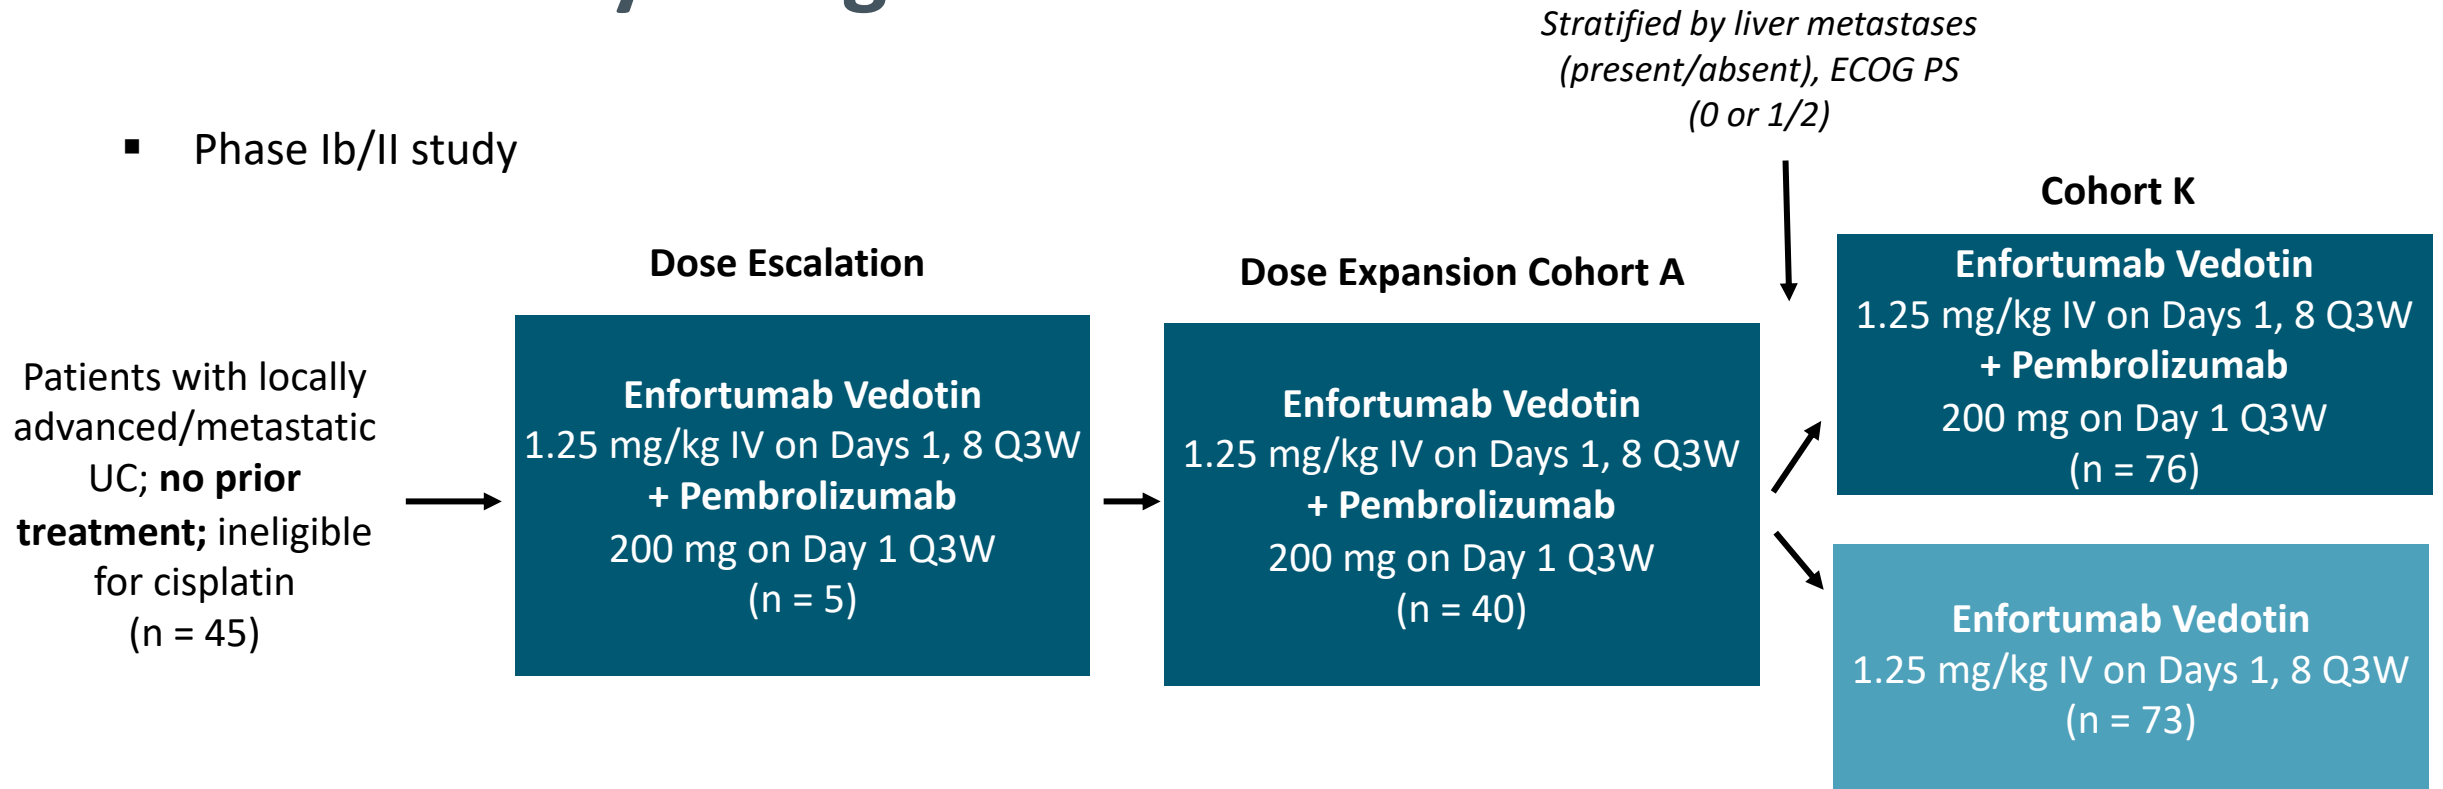 Phase Ib/II study
Stratified by liver metastases
(present/absent), ECOG PS
(0 or 1/2)
Patients with locally
advanced/metastatic
UC; no prior
treatment; ineligible
for cisplatin
(n = 45)
Dose Escalation
Enfortumab Vedotin
1.25 mg/kg IV on Days 1, 8 Q3W
+ Pembrolizumab
200 mg on Day 1 Q3W
(n = 5)
Dose Expansion Cohort A
Enfortumab Vedotin
1.25 mg/kg IV on Days 1, 8 Q3W
+ Pembrolizumab
200 mg on Day 1 Q3W
(n = 40)
Cohort K
Enfortumab Vedotin
1.25 mg/kg IV on Days 1, 8 Q3W
+ Pembrolizumab
200 mg on Day 1 Q3W
(n = 76)
Enfortumab Vedotin
1.25 mg/kg IV on Days 1, 8 Q3W
(n = 73)